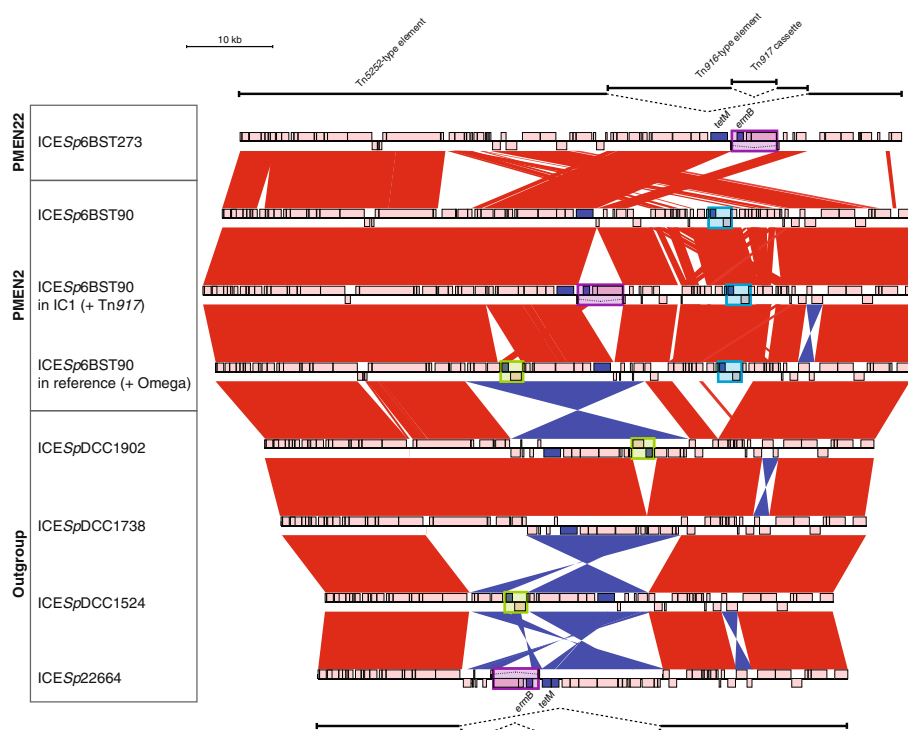 10 kb
Tn5252-type element
Tn916-type element
Tn917 cassette
tetM
ermB
PMEN22
ICESp6BST273
PMEN2
ICESp6BST90
ICESp6BST90
in IC1 (+ Tn917)
ICESp6BST90
in reference (+ Omega)
Outgroup
ICESpDCC1902
ICESpDCC1738
ICESpDCC1524
ICESp22664
ermB
tetM